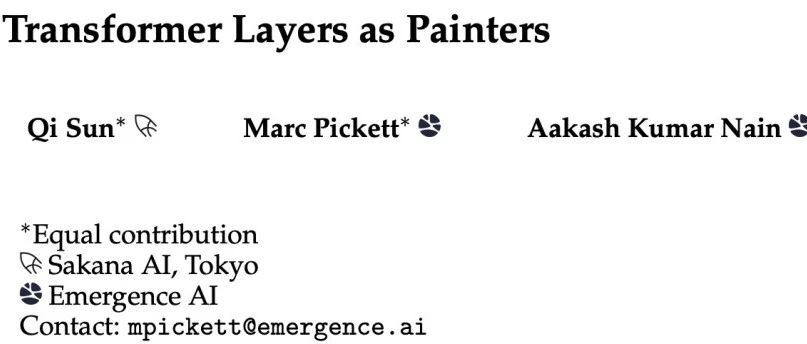 Transformer Layers as Painters
Qi Sun* Marc Pickett* Aakash Kumar Nain
*Equal contribution
Sakana AI, Tokyo
Emergence AI
Contact: mpickett@emergence.ai